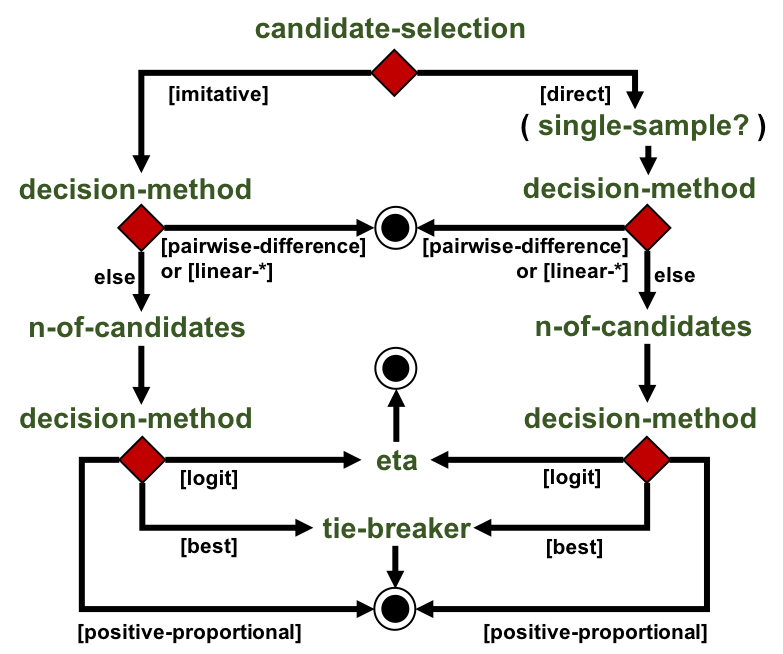 candidate-selection
[imitative]
[direct]
( single-sample? )
decision-method
decision-method
[pairwise-difference]
or [linear-*]
[pairwise-difference]
or [linear-*]
else
else
n-of-candidates
n-of-candidates
decision-method
decision-method
eta
[logit]
[logit]
tie-breaker
[best]
[best]
[positive-proportional]
[positive-proportional]